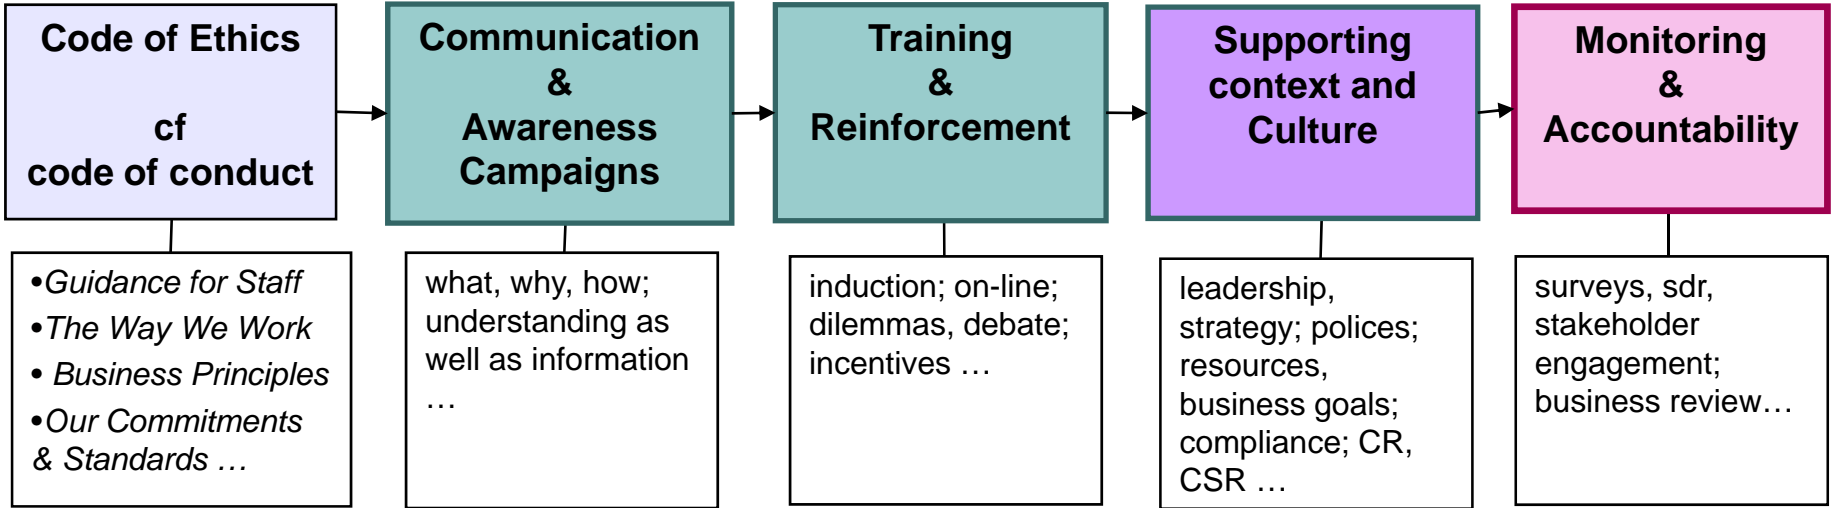 Code of Ethics
cf
code of conduct
Communication
&
Awareness
Campaigns
Training
&
Reinforcement
Supporting
context and
Culture
Monitoring
&
Accountability
•Guidance for Staff
•The Way We Work
• Business Principles
•Our Commitments
& Standards …
what, why, how;
understanding as
well as information
…
induction; on-line;
dilemmas, debate;
incentives …
leadership,
strategy; polices;
resources,
business goals;
compliance; CR,
CSR …
surveys, sdr,
stakeholder
engagement;
business review…